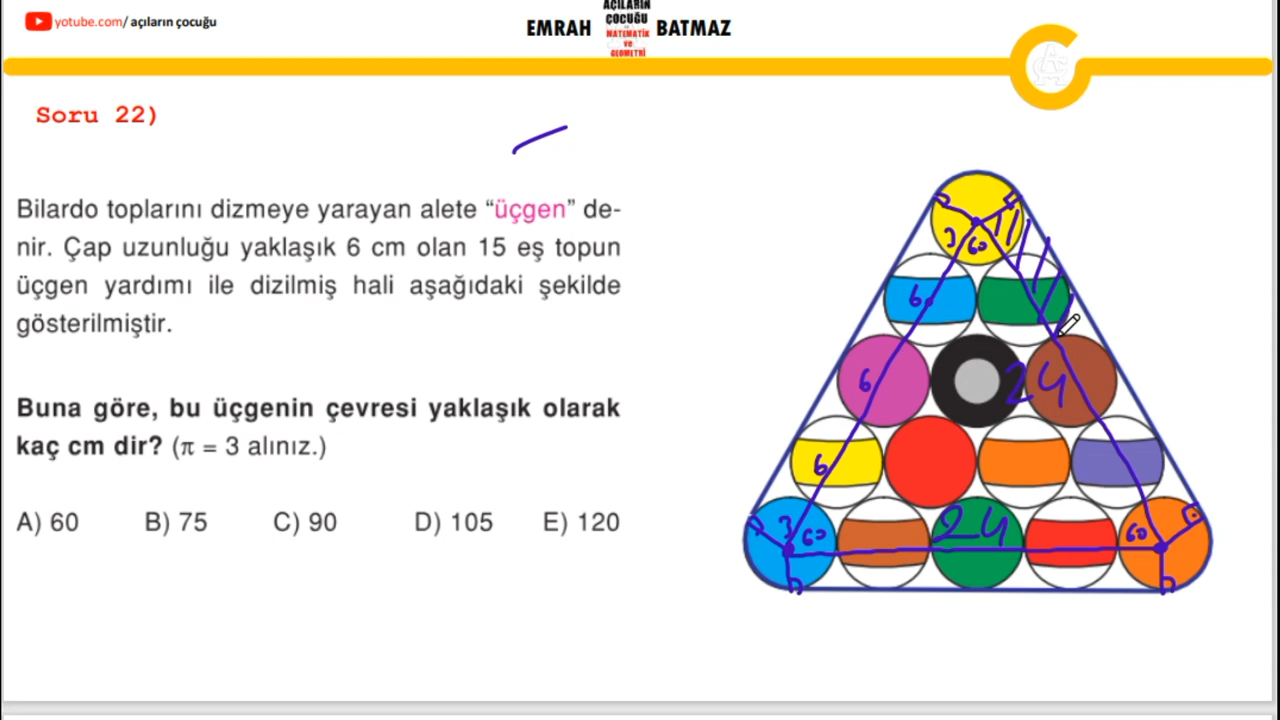 yotube.com/ açıların çocuğu
EMRAH
AÇILARIN
ÇOCUĞU
MATEMATİK
ve
GEOMETRİ
BATMAZ
Soru 22)
Bilardo toplarını dizmeye yarayan alete “üçgen” de-
nir. Çap uzunluğu yaklaşık 6 cm olan 15 eş topun
üçgen yardımı ile dizilmiş hali aşağıdaki şekilde
gösterilmiştir.
Buna göre, bu üçgenin çevresi yaklaşık olarak
kaç cm dir? (π = 3 alınız.)
A) 60 B) 75 C) 90 D) 105 E) 120
3 60
6
6 24
6
3 60 24 60